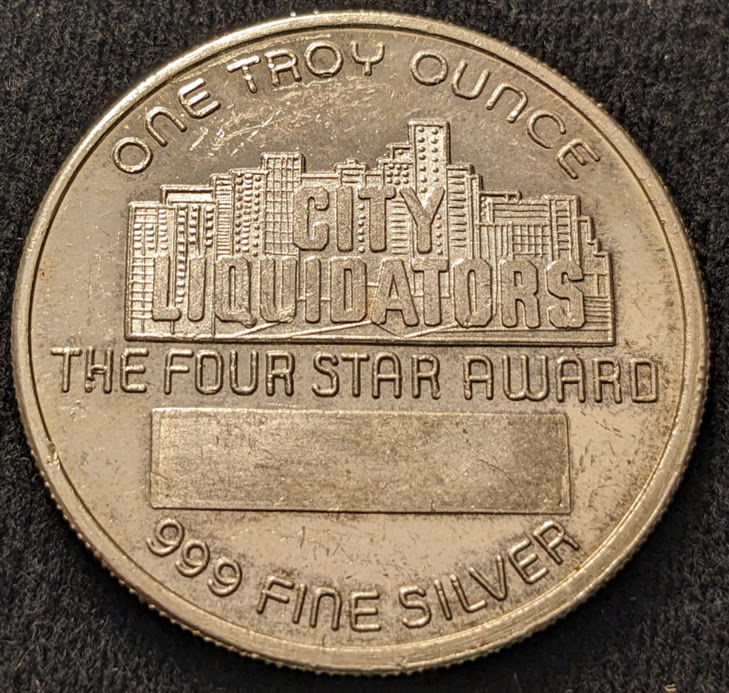 ONE TROY OUNCE
CITY
LIQUIDATORS
THE FOUR STAR AWARD
999 FINE SILVER